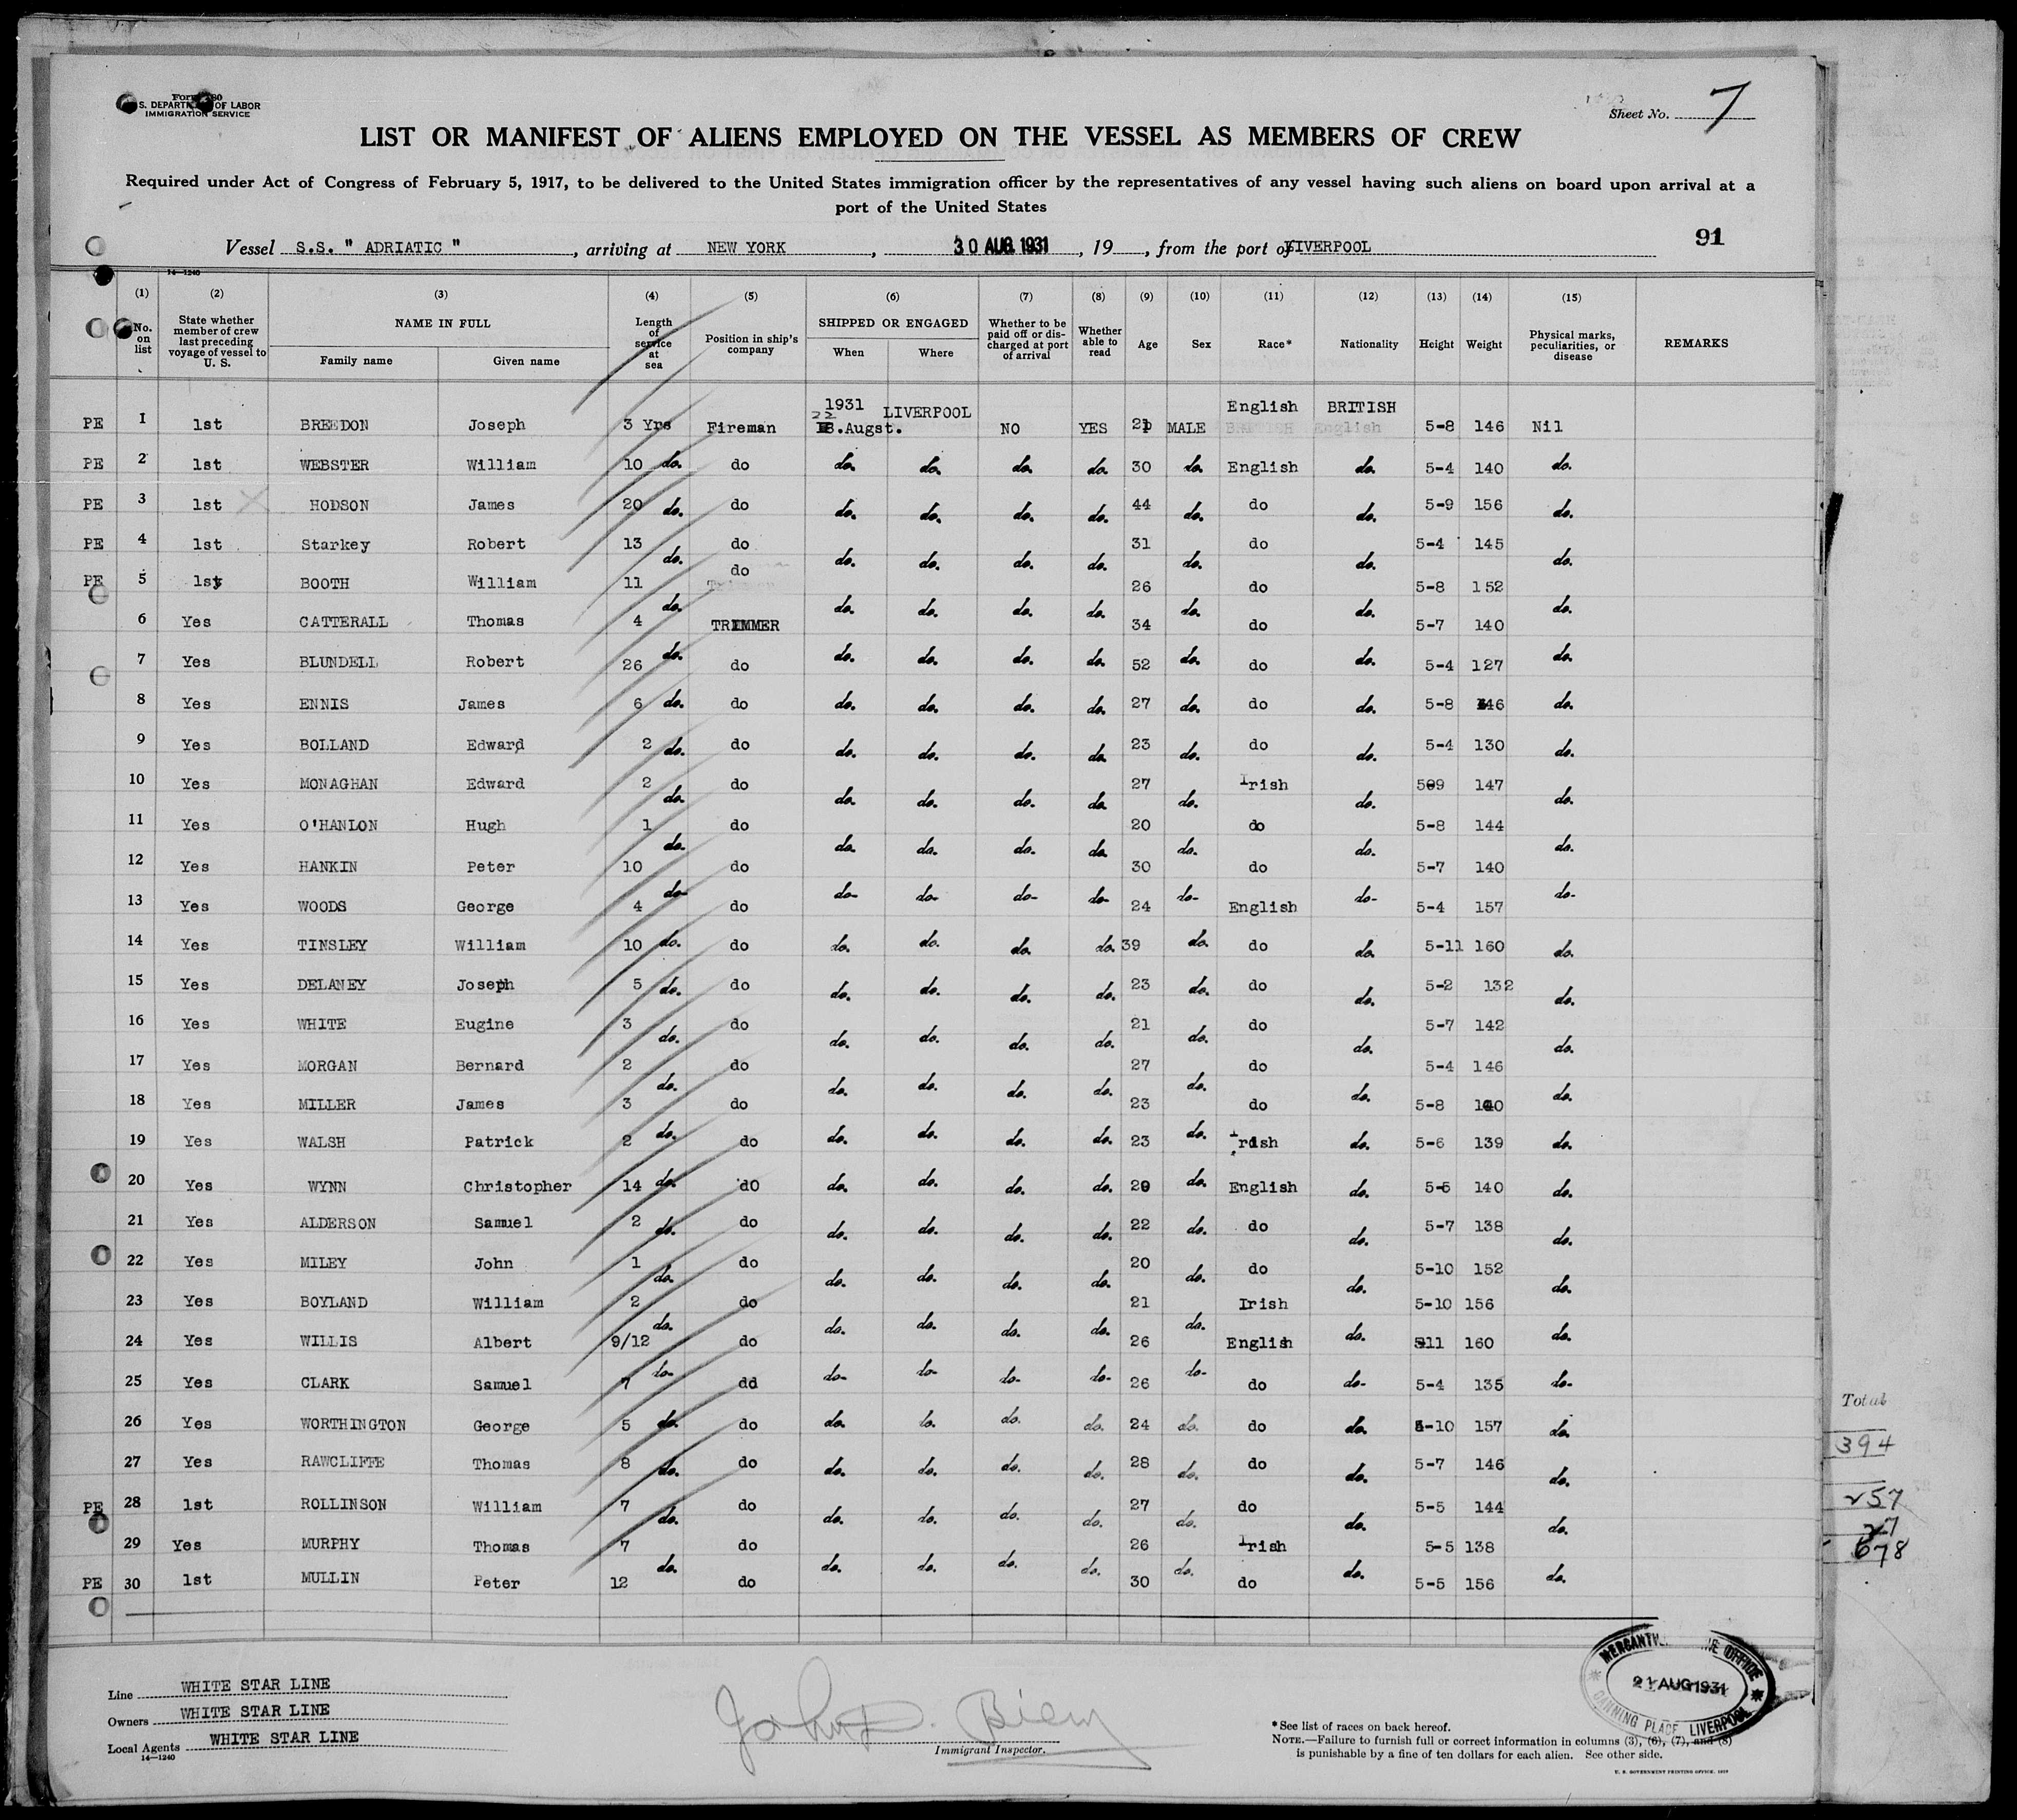 Form 680
S. DEPARTMENT OF LABOR
IMMIGRATION SERVICE
Sheet No. 7
LIST OR MANIFEST OF ALIENS EMPLOYED ON THE VESSEL AS MEMBERS OF CREW
Required under Act of Congress of February 5, 1917, to be delivered to the United States immigration officer by the representatives of any vessel having such aliens on board upon arrival at a
port of the United States
Vessel S.S. " ADRIATIC ", arriving at NEW YORK, 30 AUG 1931, 19 , from the port of LIVERPOOL 91
14—1240
(1) (2) (3) (4) (5) (6) (7) (8) (9) (10) (11) (12) (13) (14) (15)
No. on list State whether member of crew last preceding voyage of vessel to U. S. NAME IN FULL Family name Given name Length of service at sea Position in ship's company SHIPPED OR ENGAGED When Where Whether to be paid off or discharged at port of arrival Whether able to read Age Sex Race* Nationality Height Weight Physical marks, peculiarities, or disease REMARKS
PE 1 1st BREEDON Joseph 3 Yrs Fireman 1931 22 .Augst. LIVERPOOL NO YES MALE English BRITISH 5-8 146 Nil
PE 2 1st WEBSTER William 10 do. do do. do. do. do. 30 do. English do. 5-4 140 do.
PE 3 1st HODSON James 20 do. do do. do. do. do. 44 do. do do. 5-9 156 do.
PE 4 1st Starkey Robert 13 do. do do. do. do. do. 31 do. do do. 5-4 145 do.
PE 5 1st BOOTH William 11 do. do do. do. do. do. 26 do. do do. 5-8 152 do.
6 Yes CATTERALL Thomas 4 do. TRIMMER do. do. do. do. 34 do. do do. 5-7 140 do.
7 Yes BLUNDELL Robert 26 do do. do. do. do. 52 do. do do. 5-4 127 do.
8 Yes ENNIS James 6 do. do do. do. do. do. 27 do. do do. 5-8 146 do.
9 Yes BOLLAND Edward 2 do. do do. do. do. do. 23 do. do do. 5-4 130 do.
10 Yes MONAGHAN Edward 2 do. do do. do. do. do. 27 do. Irish do. 509 147 do.
11 Yes O'HANLON Hugh 1 do. do do. do. do. do. 20 do. do do. 5-8 144 do.
12 Yes HANKIN Peter 10 do- do do- do- do- do- 30 do- do do- 5-7 140 do-
13 Yes WOODS George 4 do 24 English 5-4 157
14 Yes TINSLEY William 10 do. do do. do. do. do. 39 do. do do. 5-11 160 do.
15 Yes DELANEY Joseph 5 do. do do. do. do. do. 23 do. do do. 5-2 132 do.
16 Yes WHITE Eugine 3 do. do do. do. do. do. 21 do. do do. 5-7 142 do.
17 Yes MORGAN Bernard 2 do. do do. do. do. do. 27 do. do do. 5-4 146 do.
18 Yes MILLER James 3 do 23 do 5-8 140
19 Yes WALSH Patrick 2 do. do do. do. do. do. 23 do. Irish do. 5-6 139 do.
20 Yes WYNN Christopher 14 do. dO do. do. do. do. do. English do. 140 do.
21 Yes ALDERSON Samuel 2 do. do do. do. do. do. 22 do. do do. 5-7 138 do.
22 Yes MILEY John 1 do. do do. do. do. do. 20 do. do do. 5-10 152 do.
23 Yes BOYLAND William 2 do. do do. do. do. do. 21 do. Irish do. 5-10 156 do.
24 Yes WILLIS Albert 9/12 do 26 English 160
25 Yes CLARK Samuel 7 do- dd do- do- do- do- 26 do- do do- 5-4 135 do-
26 Yes WORTHINGTON George 5 do. do do. do. do. do. 24 do. do do. 5-10 157 do.
27 Yes RAWCLIFFE Thomas 8 do. do do. do. do. do. 28 do. do do. 5-7 146 do.
PE 28 1st ROLLINSON William 7 do. do do. do. do. do. 27 do. do do. 5-5 144 do.
29 Yes MURPHY Thomas 7 do. do do. do. do. do. 26 do. Irish do. 5-5 138 do.
PE 30 1st MULLIN Peter 12 do 30 do 5-5 156
Total
394
257
27
678
Line WHITE STAR LINE
Owners WHITE STAR LINE
Local Agents WHITE STAR LINE
14—1240
Immigrant Inspector.
MERCANTILE MARINE OFFICE
21 AUG 1931
CANNING PLACE, LIVERPOOL
* See list of races on back hereof.
NOTE.—Failure to furnish full or correct information in columns (3), (6), (7), and (8)
is punishable by a fine of ten dollars for each alien. See other side.
U. S. GOVERNMENT PRINTING OFFICE. 1929